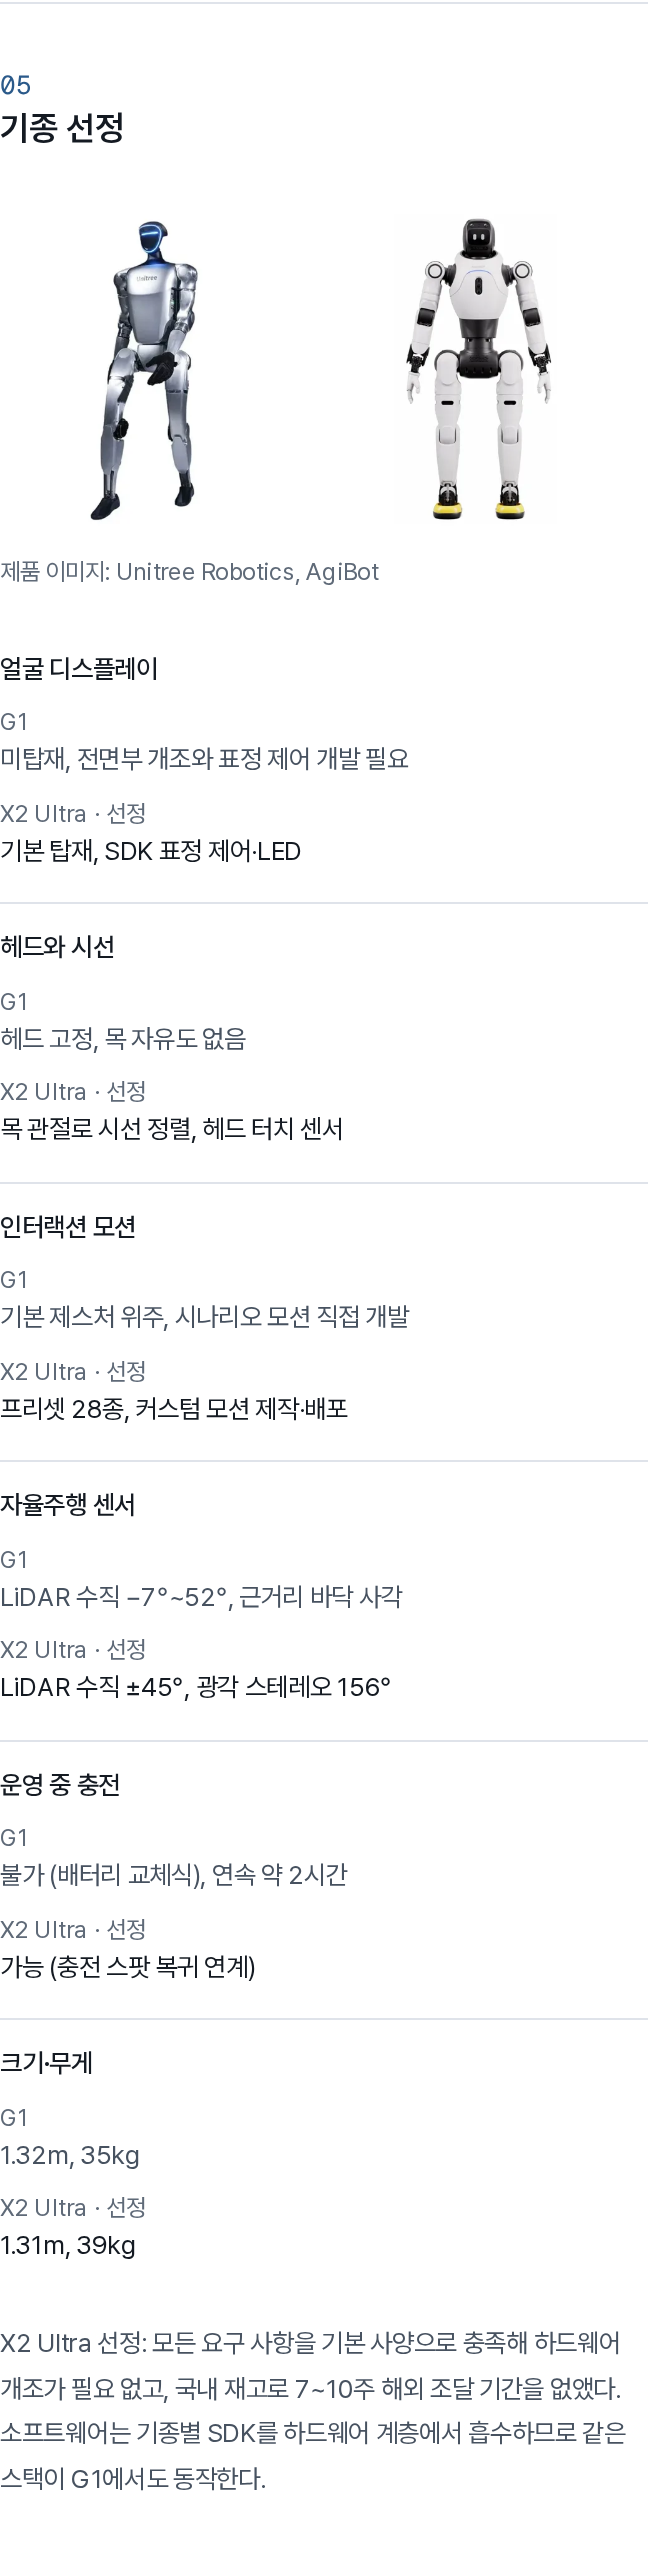 05
기종 선정
Unitree
제품 이미지: Unitree Robotics, AgiBot
얼굴 디스플레이
G1
미탑재, 전면부 개조와 표정 제어 개발 필요
X2 Ultra · 선정
기본 탑재, SDK 표정 제어·LED
헤드와 시선
G1
헤드 고정, 목 자유도 없음
X2 Ultra · 선정
목 관절로 시선 정렬, 헤드 터치 센서
인터랙션 모션
G1
기본 제스처 위주, 시나리오 모션 직접 개발
X2 Ultra · 선정
프리셋 28종, 커스텀 모션 제작·배포
자율주행 센서
G1
LiDAR 수직 −7°~52°, 근거리 바닥 사각
X2 Ultra · 선정
LiDAR 수직 ±45°, 광각 스테레오 156°
운영 중 충전
G1
불가 (배터리 교체식), 연속 약 2시간
X2 Ultra · 선정
가능 (충전 스팟 복귀 연계)
크기·무게
G1
1.32m, 35kg
X2 Ultra · 선정
1.31m, 39kg
X2 Ultra 선정: 모든 요구 사항을 기본 사양으로 충족해 하드웨어
개조가 필요 없고, 국내 재고로 7~10주 해외 조달 기간을 없앴다.
소프트웨어는 기종별 SDK를 하드웨어 계층에서 흡수하므로 같은
스택이 G1에서도 동작한다.